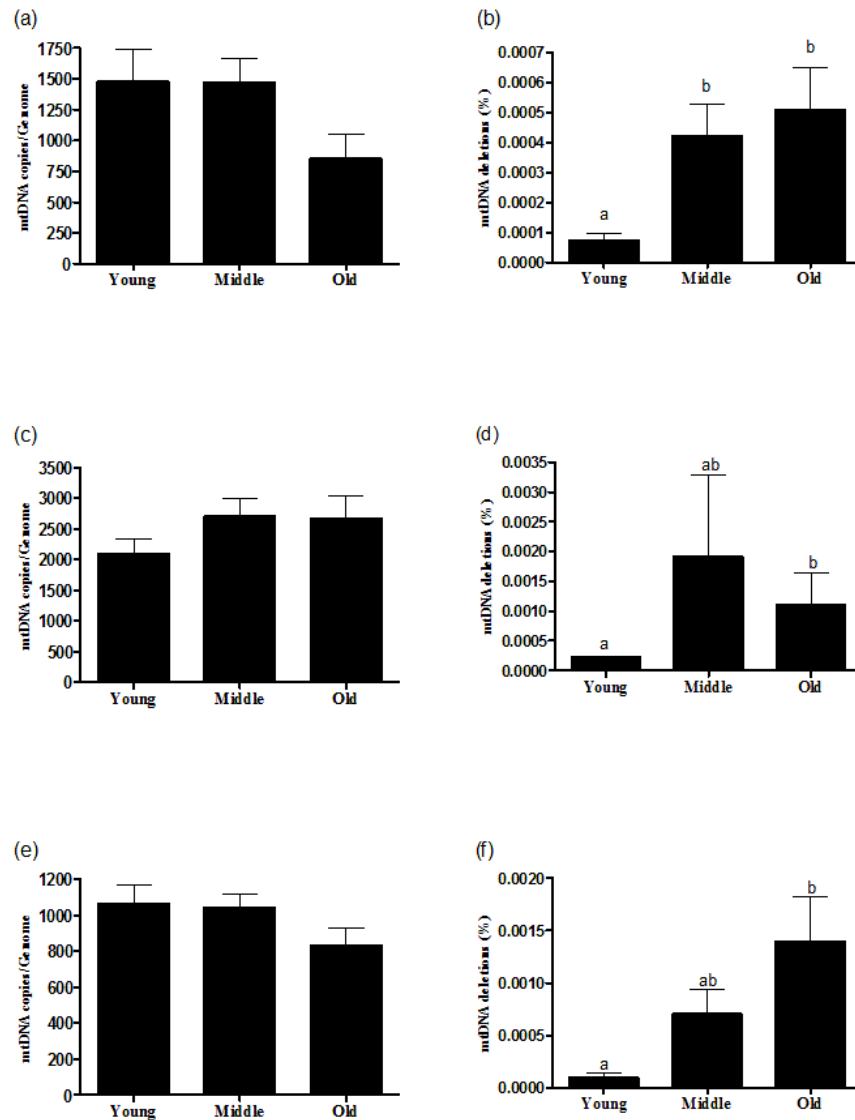 (a)
mtDNA copies/Genome
1750
1500
1250
1000
750
500
250
0
Young Middle Old
(b)
mtDNA deletions (%)
0.0007
0.0006
0.0005
0.0004
0.0003
0.0002
0.0001
0.0000
a
b
b
Young Middle Old
(c)
mtDNA copies/Genome
3500
3000
2500
2000
1500
1000
500
0
Young Middle Old
(d)
mtDNA deletions (%)
0.0035
0.0030
0.0025
0.0020
0.0015
0.0010
0.0005
0.0000
a
ab
b
Young Middle Old
(e)
mtDNA copies/Genome
1200
1000
800
600
400
200
0
Young Middle Old
(f)
mtDNA deletions (%)
0.0020
0.0015
0.0010
0.0005
0.0000
a
ab
b
Young Middle Old